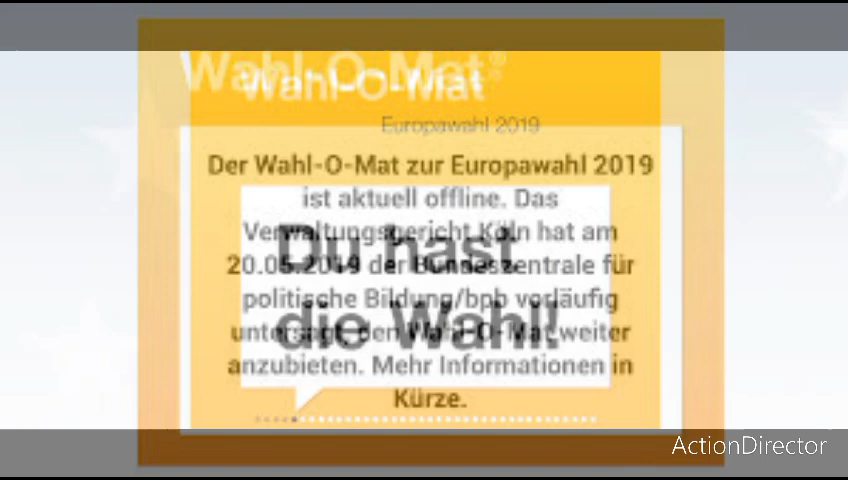 Wahl-O-Mat®
Wahl-O-Mat
Europawahl 2019
Der Wahl-O-Mat zur Europawahl 2019
ist aktuell offline. Das
Verwaltungsgericht Köln hat am
20.05.2019 der Bundeszentrale für
politische Bildung/bpb vorläufig
untersagt, den Wahl-O-Mat weiter
anzubieten. Mehr Informationen in
Kürze.
Du hast
die Wahl!
ActionDirector